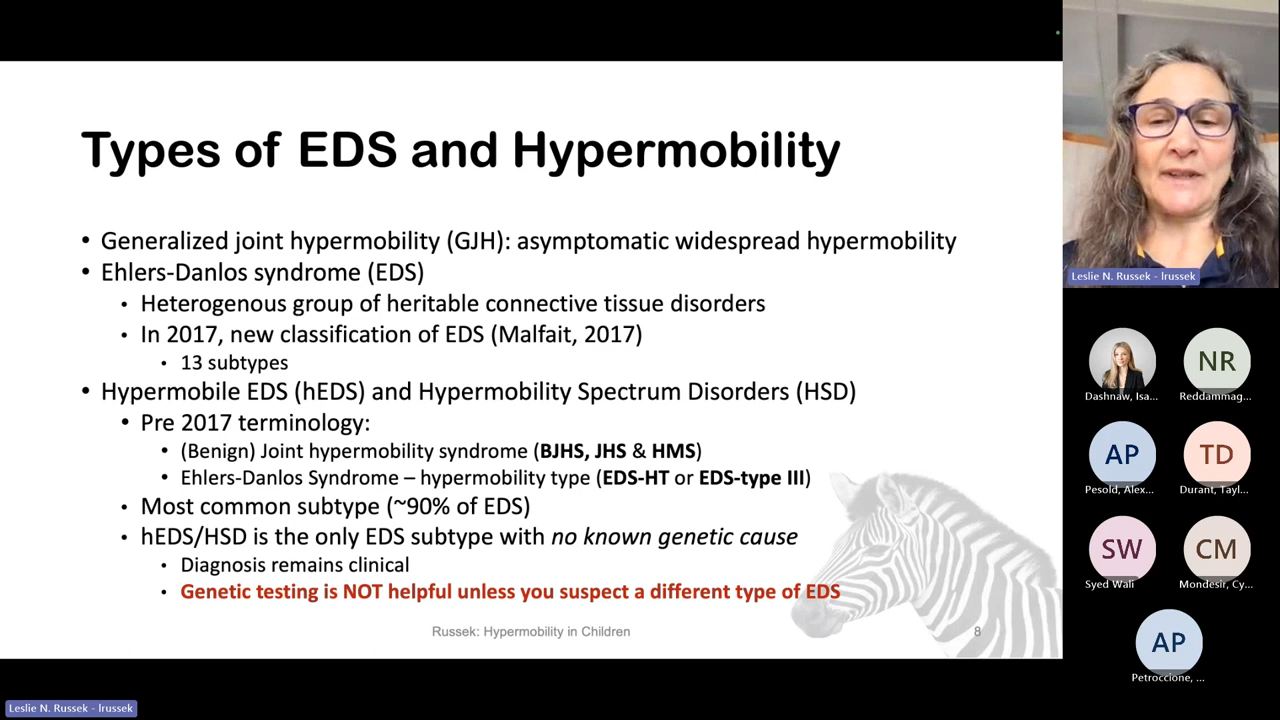 Types of EDS and Hypermobility
• Generalized joint hypermobility (GJH): asymptomatic widespread hypermobility
• Ehlers-Danlos syndrome (EDS)
• Heterogenous group of heritable connective tissue disorders
• In 2017, new classification of EDS (Malfait, 2017)
• 13 subtypes
• Hypermobile EDS (hEDS) and Hypermobility Spectrum Disorders (HSD)
• Pre 2017 terminology:
• (Benign) Joint hypermobility syndrome (BJHS, JHS & HMS)
• Ehlers-Danlos Syndrome – hypermobility type (EDS-HT or EDS-type III)
• Most common subtype (~90% of EDS)
• hEDS/HSD is the only EDS subtype with no known genetic cause
• Diagnosis remains clinical
• Genetic testing is NOT helpful unless you suspect a different type of EDS
Russek: Hypermobility in Children
8
Leslie N. Russek - lrussek
Dashnaw, Isa...
NR
Reddammag...
AP
Pesold, Alex...
TD
Durant, Tayl...
SW
Syed Wali
CM
Mondesir, Cy...
AP
Petroccione, ...
Leslie N. Russek - lrussek